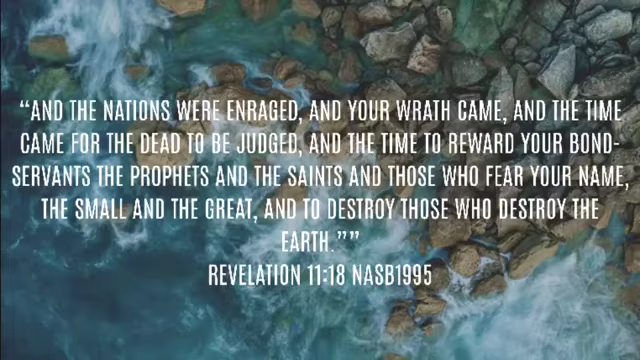 “AND THE NATIONS WERE ENRAGED, AND YOUR WRATH CAME, AND THE TIME
CAME FOR THE DEAD TO BE JUDGED, AND THE TIME TO REWARD YOUR BOND-
SERVANTS THE PROPHETS AND THE SAINTS AND THOSE WHO FEAR YOUR NAME,
THE SMALL AND THE GREAT, AND TO DESTROY THOSE WHO DESTROY THE
EARTH.””
REVELATION 11:18 NASB1995